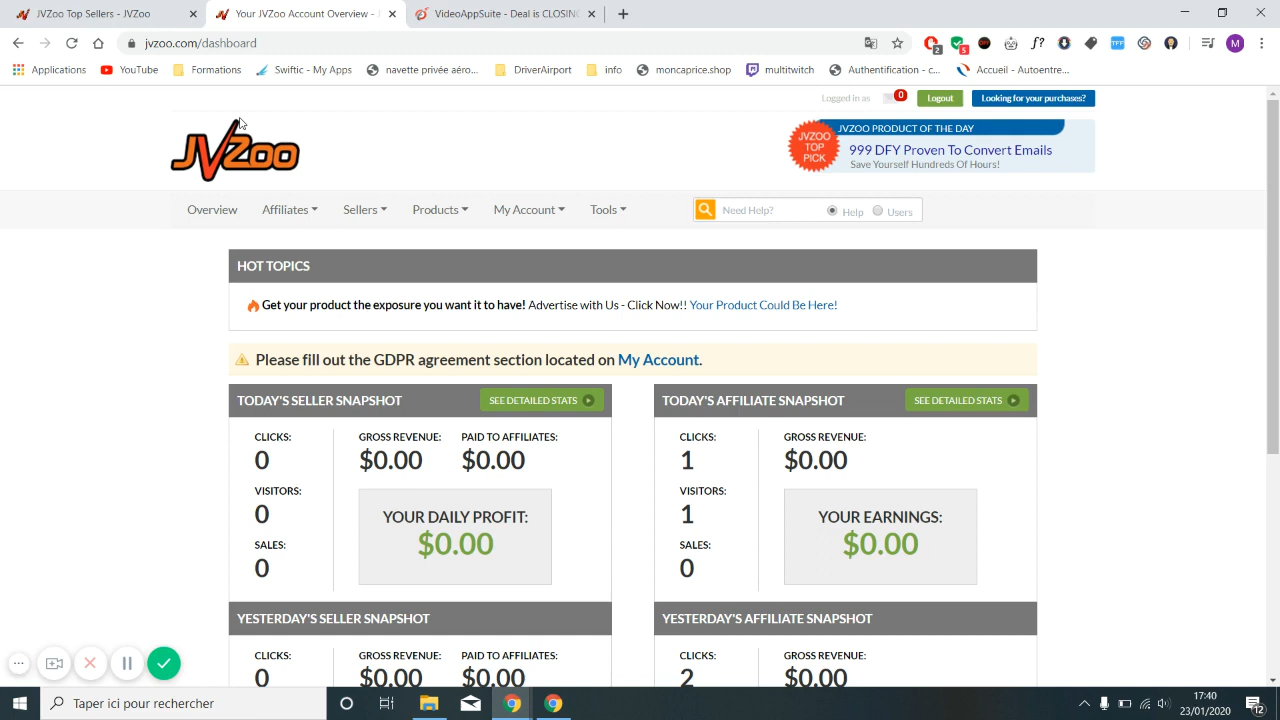 JVZoo Top Sellers - JVZoo
Your JVZoo Account Overview -
VideoAppSuite - Deal is CLOSING
jvzoo.com/dashboard
2
5
OFF
f?
TFF
M
Applications
YouTube
Formations
Swiftic - My Apps
navette privée aéro...
DriverAirport
info
moncaprice.shop
multitwitch
Authentification - c...
Accueil - Autoentre...
Logged in as
0
Logout
Looking for your purchases?
JVZoo
JVZOO TOP PICK
JVZOO PRODUCT OF THE DAY
999 DFY Proven To Convert Emails
Save Yourself Hundreds Of Hours!
Overview
Affiliates
Sellers
Products
My Account
Tools
Need Help?
Help
Users
HOT TOPICS
Get your product the exposure you want it to have! Advertise with Us - Click Now!! Your Product Could Be Here!
Please fill out the GDPR agreement section located on My Account.
TODAY'S SELLER SNAPSHOT
SEE DETAILED STATS
CLICKS:
0
GROSS REVENUE:
$0.00
PAID TO AFFILIATES:
$0.00
VISITORS:
0
YOUR DAILY PROFIT:
$0.00
SALES:
0
TODAY'S AFFILIATE SNAPSHOT
SEE DETAILED STATS
CLICKS:
1
GROSS REVENUE:
$0.00
VISITORS:
1
YOUR EARNINGS:
$0.00
SALES:
0
YESTERDAY'S SELLER SNAPSHOT
CLICKS:
0
GROSS REVENUE:
$0.00
PAID TO AFFILIATES:
$0.00
YESTERDAY'S AFFILIATE SNAPSHOT
CLICKS:
2
GROSS REVENUE:
$0.00
Taper ici pour rechercher
17:40
23/01/2020
12